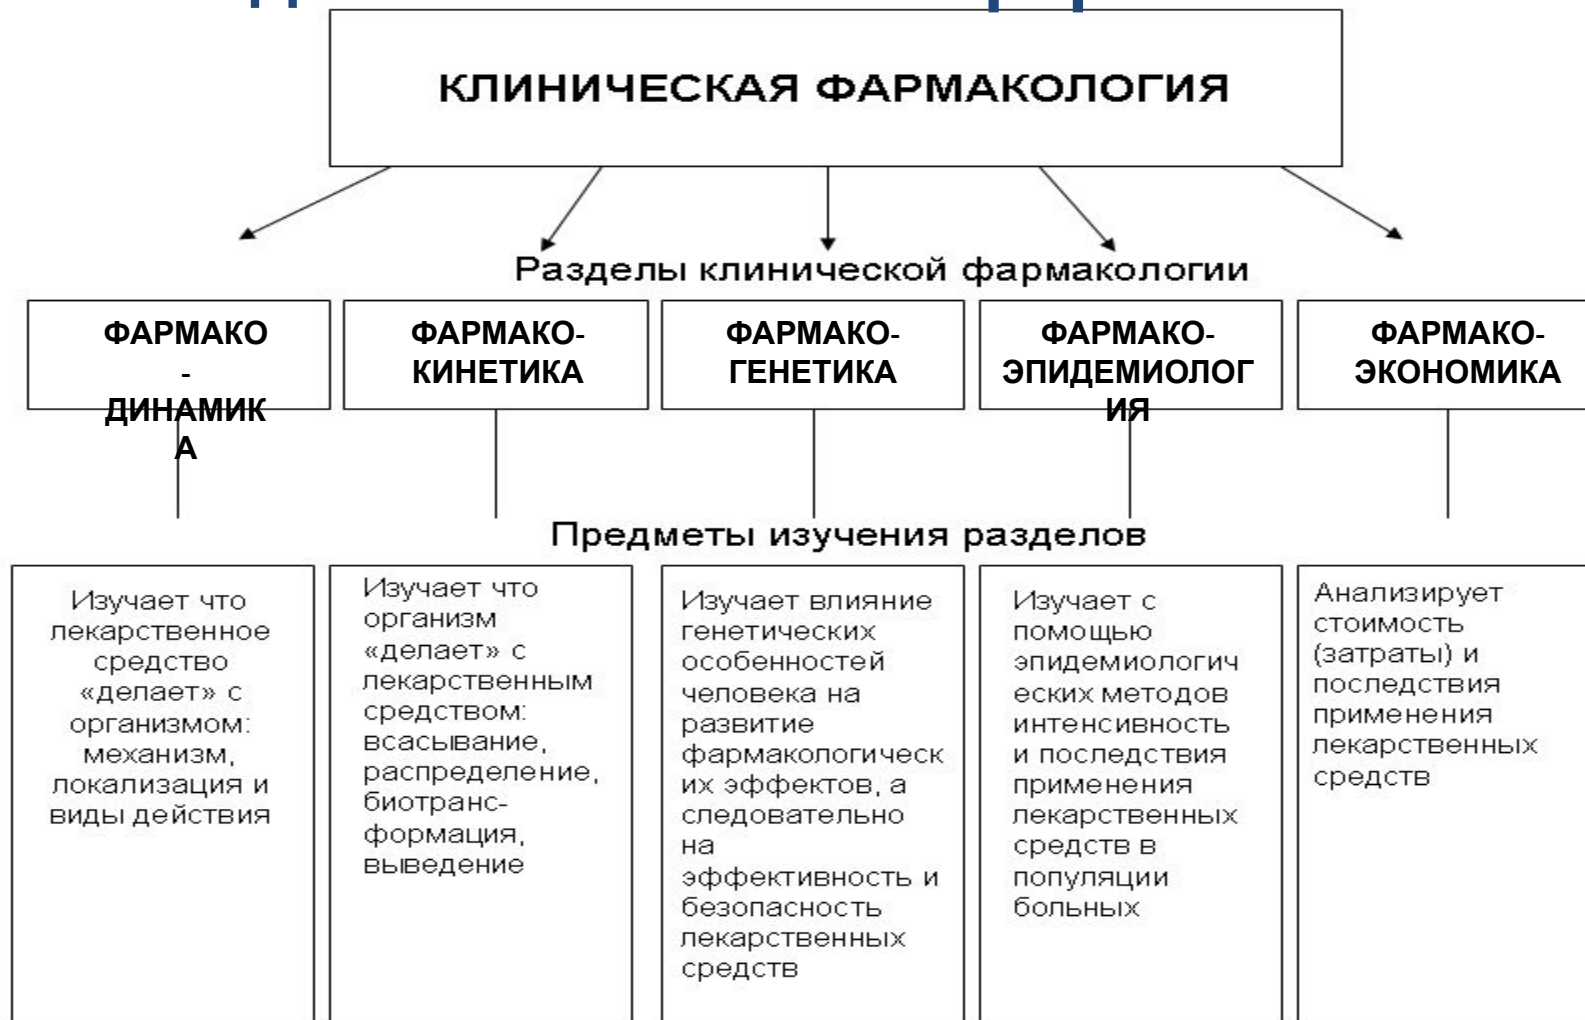 КЛИНИЧЕСКАЯ ФАРМАКОЛОГИЯ
Разделы клинической фармакологии
ФАРМАКО
-
ДИНАМИК
А
ФАРМАКО-
КИНЕТИКА
ФАРМАКО-
ГЕНЕТИКА
ФАРМАКО-
ЭПИДЕМИОЛОГ
ИЯ
ФАРМАКО-
ЭКОНОМИКА
Предметы изучения разделов
Изучает что
лекарственное
средство
«делает» с
организмом:
механизм,
локализация и
виды действия
Изучает что
организм
«делает» с
лекарственным
средством:
всасывание,
распределение,
биотранс-
формация,
выведение
Изучает влияние
генетических
особенностей
человека на
развитие
фармакологическ
их эффектов, а
следовательно
на
эффективность и
безопасность
лекарственных
средств
Изучает с
помощью
эпидемиологич
еских методов
интенсивность
и последствия
применения
лекарственных
средств в
популяции
больных
Анализирует
стоимость
(затраты) и
последствия
применения
лекарственных
средств